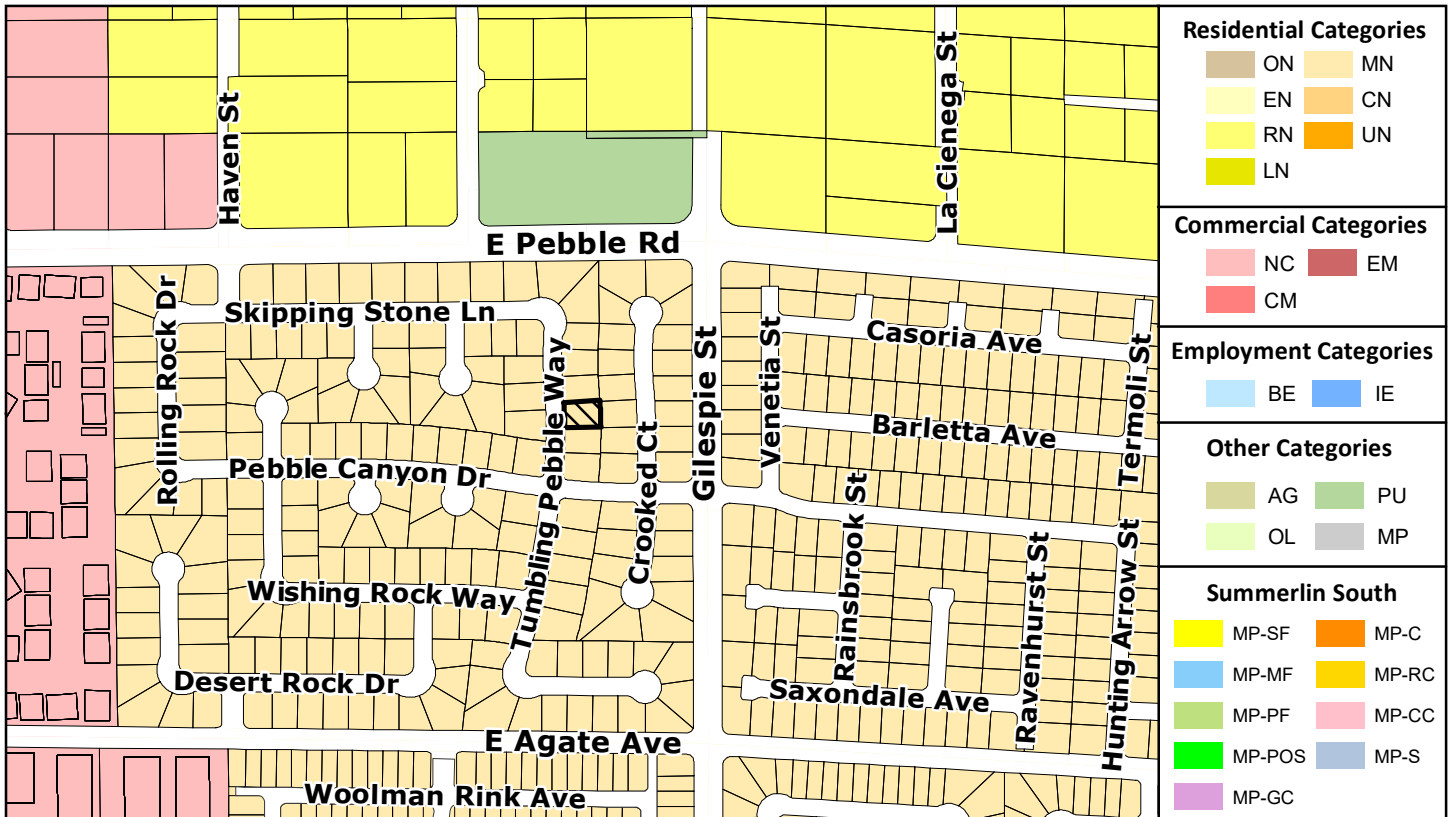 Haven St
La Cienega St
E Pebble Rd
Rolling Rock Dr
Skipping Stone Ln
Tumbling Pebble Way
Crooked Ct
Gilespie St
Venetia St
Casoria Ave
Termoli St
Barletta Ave
Pebble Canyon Dr
Rainsbrook St
Ravenhurst St
Hunting Arrow St
Wishing Rock Way
Desert Rock Dr
Saxondale Ave
E Agate Ave
Woolman Rink Ave
Residential Categories
ON MN
EN CN
RN UN
LN
Commercial Categories
NC EM
CM
Employment Categories
BE IE
Other Categories
AG PU
OL MP
Summerlin South
MP-SF MP-C
MP-MF MP-RC
MP-PF MP-CC
MP-POS MP-S
MP-GC